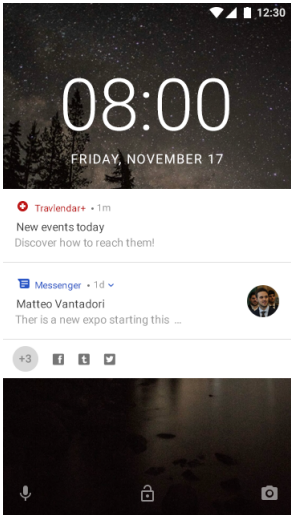 12:30
08:00
FRIDAY, NOVEMBER 17
Travlendar+ • 1m
New events today
Discover how to reach them!
Messenger • 1d
Matteo Vantadori
Ther is a new expo starting this ...
+3